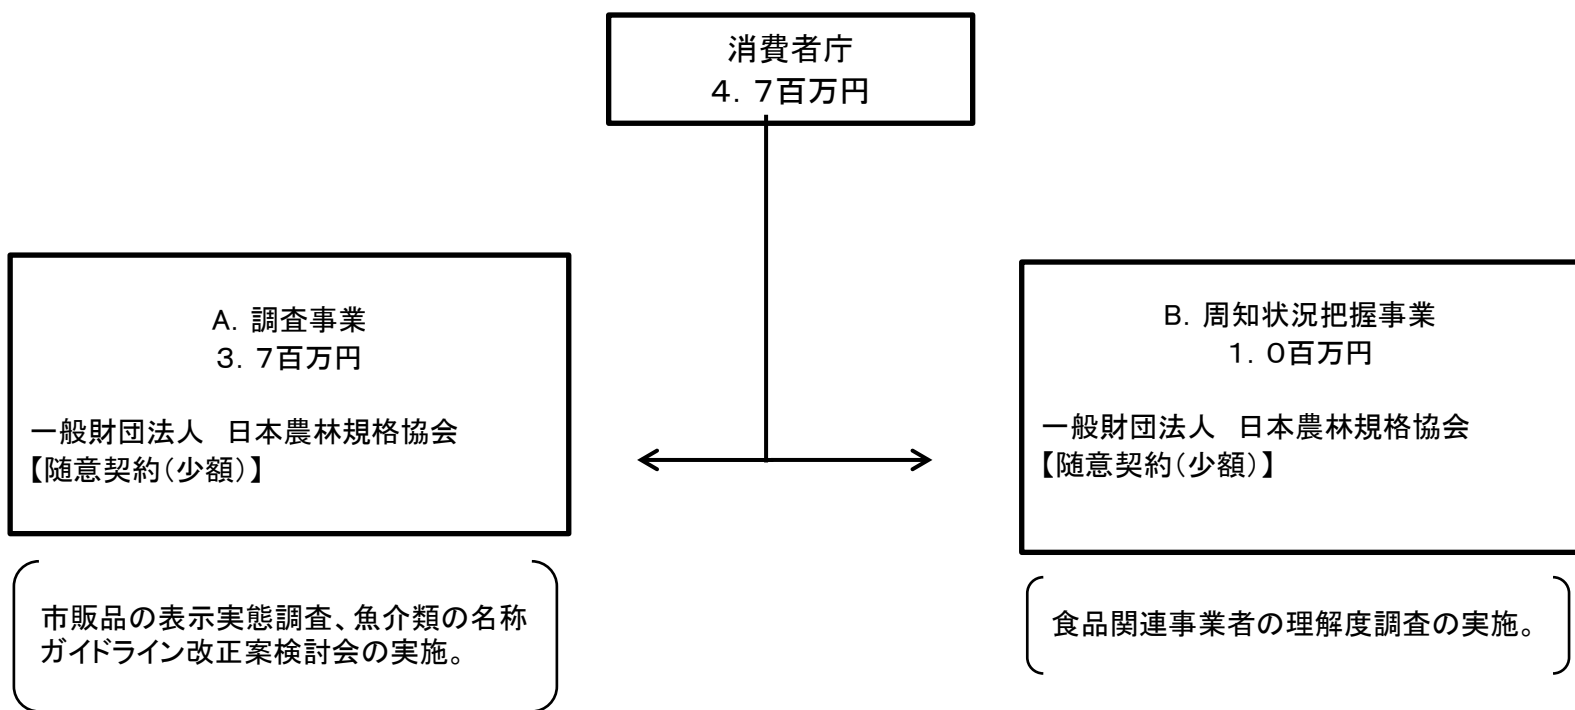 消費者庁
４．７百万円
A．調査事業
３．７百万円
一般財団法人　日本農林規格協会
【随意契約（少額）】
市販品の表示実態調査、魚介類の名称
ガイドライン改正案検討会の実施。
B．周知状況把握事業
１．０百万円
一般財団法人　日本農林規格協会
【随意契約（少額）】
食品関連事業者の理解度調査の実施。